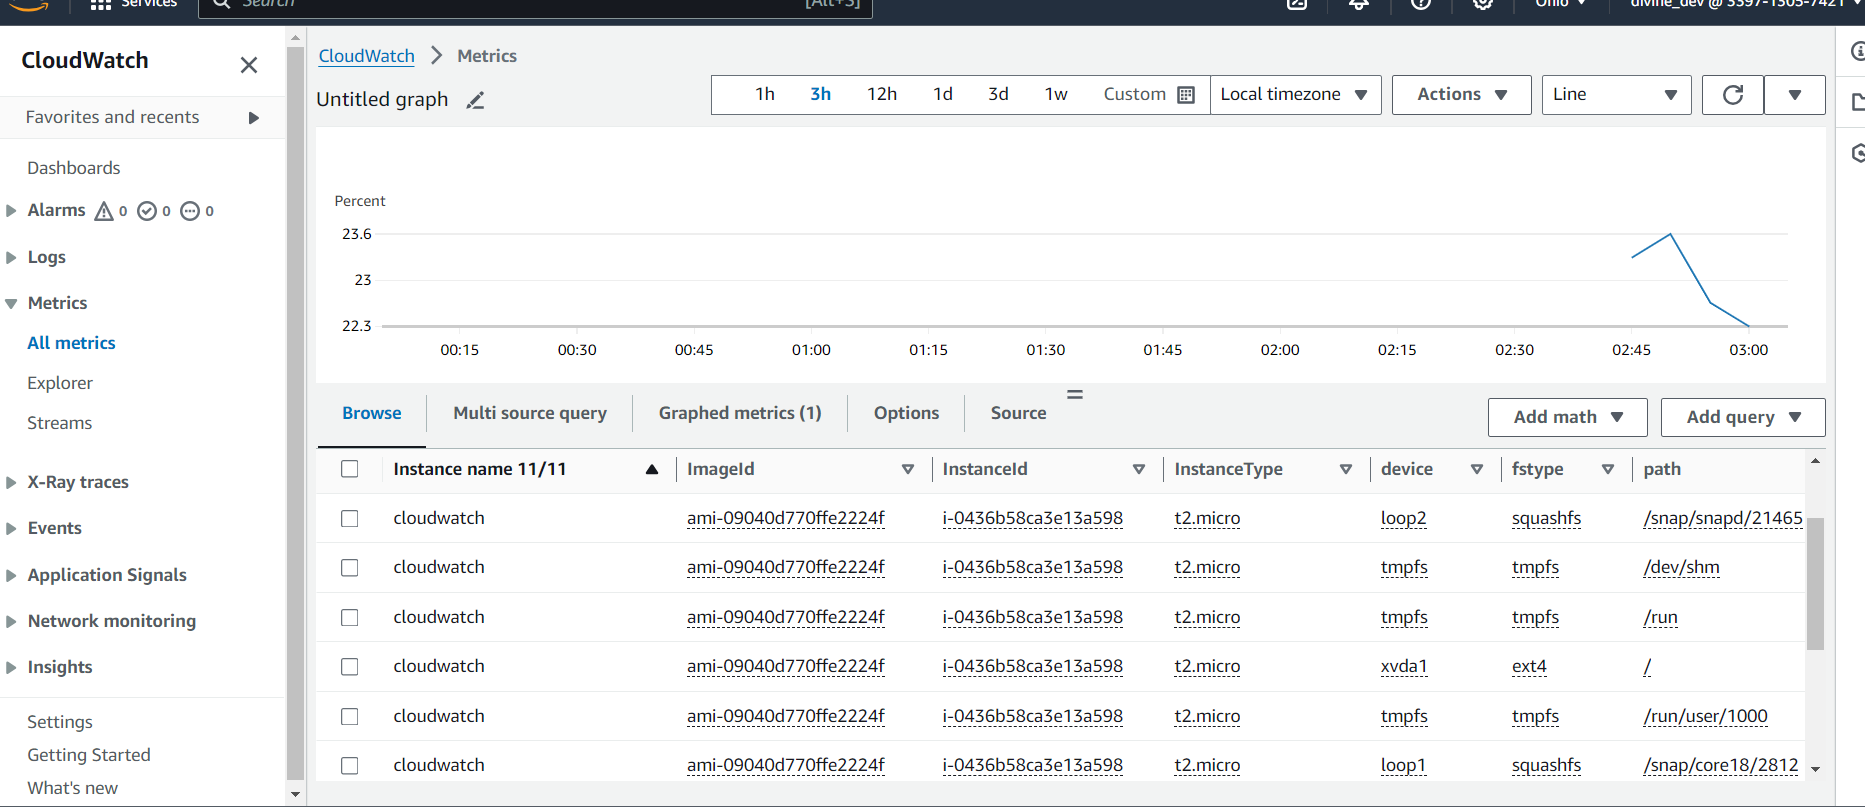 Services
Search
[Alt+S]
Ohio
divine_dev @ 3397-1305-7421
CloudWatch
Favorites and recents
Dashboards
Alarms 0 0 0
Logs
Metrics
All metrics
Explorer
Streams
X-Ray traces
Events
Application Signals
Network monitoring
Insights
Settings
Getting Started
What's new
CloudWatch > Metrics
Untitled graph
1h 3h 12h 1d 3d 1w Custom Local timezone Actions Line
Percent
23.6
23
22.3
00:15 00:30 00:45 01:00 01:15 01:30 01:45 02:00 02:15 02:30 02:45 03:00
Browse Multi source query Graphed metrics (1) Options Source Add math Add query
Instance name 11/11 ImageId InstanceId InstanceType device fstype path
cloudwatch ami-09040d770ffe2224f i-0436b58ca3e13a598 t2.micro loop2 squashfs /snap/snapd/21465
cloudwatch ami-09040d770ffe2224f i-0436b58ca3e13a598 t2.micro tmpfs tmpfs /dev/shm
cloudwatch ami-09040d770ffe2224f i-0436b58ca3e13a598 t2.micro tmpfs tmpfs /run
cloudwatch ami-09040d770ffe2224f i-0436b58ca3e13a598 t2.micro xvda1 ext4 /
cloudwatch ami-09040d770ffe2224f i-0436b58ca3e13a598 t2.micro tmpfs tmpfs /run/user/1000
cloudwatch ami-09040d770ffe2224f i-0436b58ca3e13a598 t2.micro loop1 squashfs /snap/core18/2812